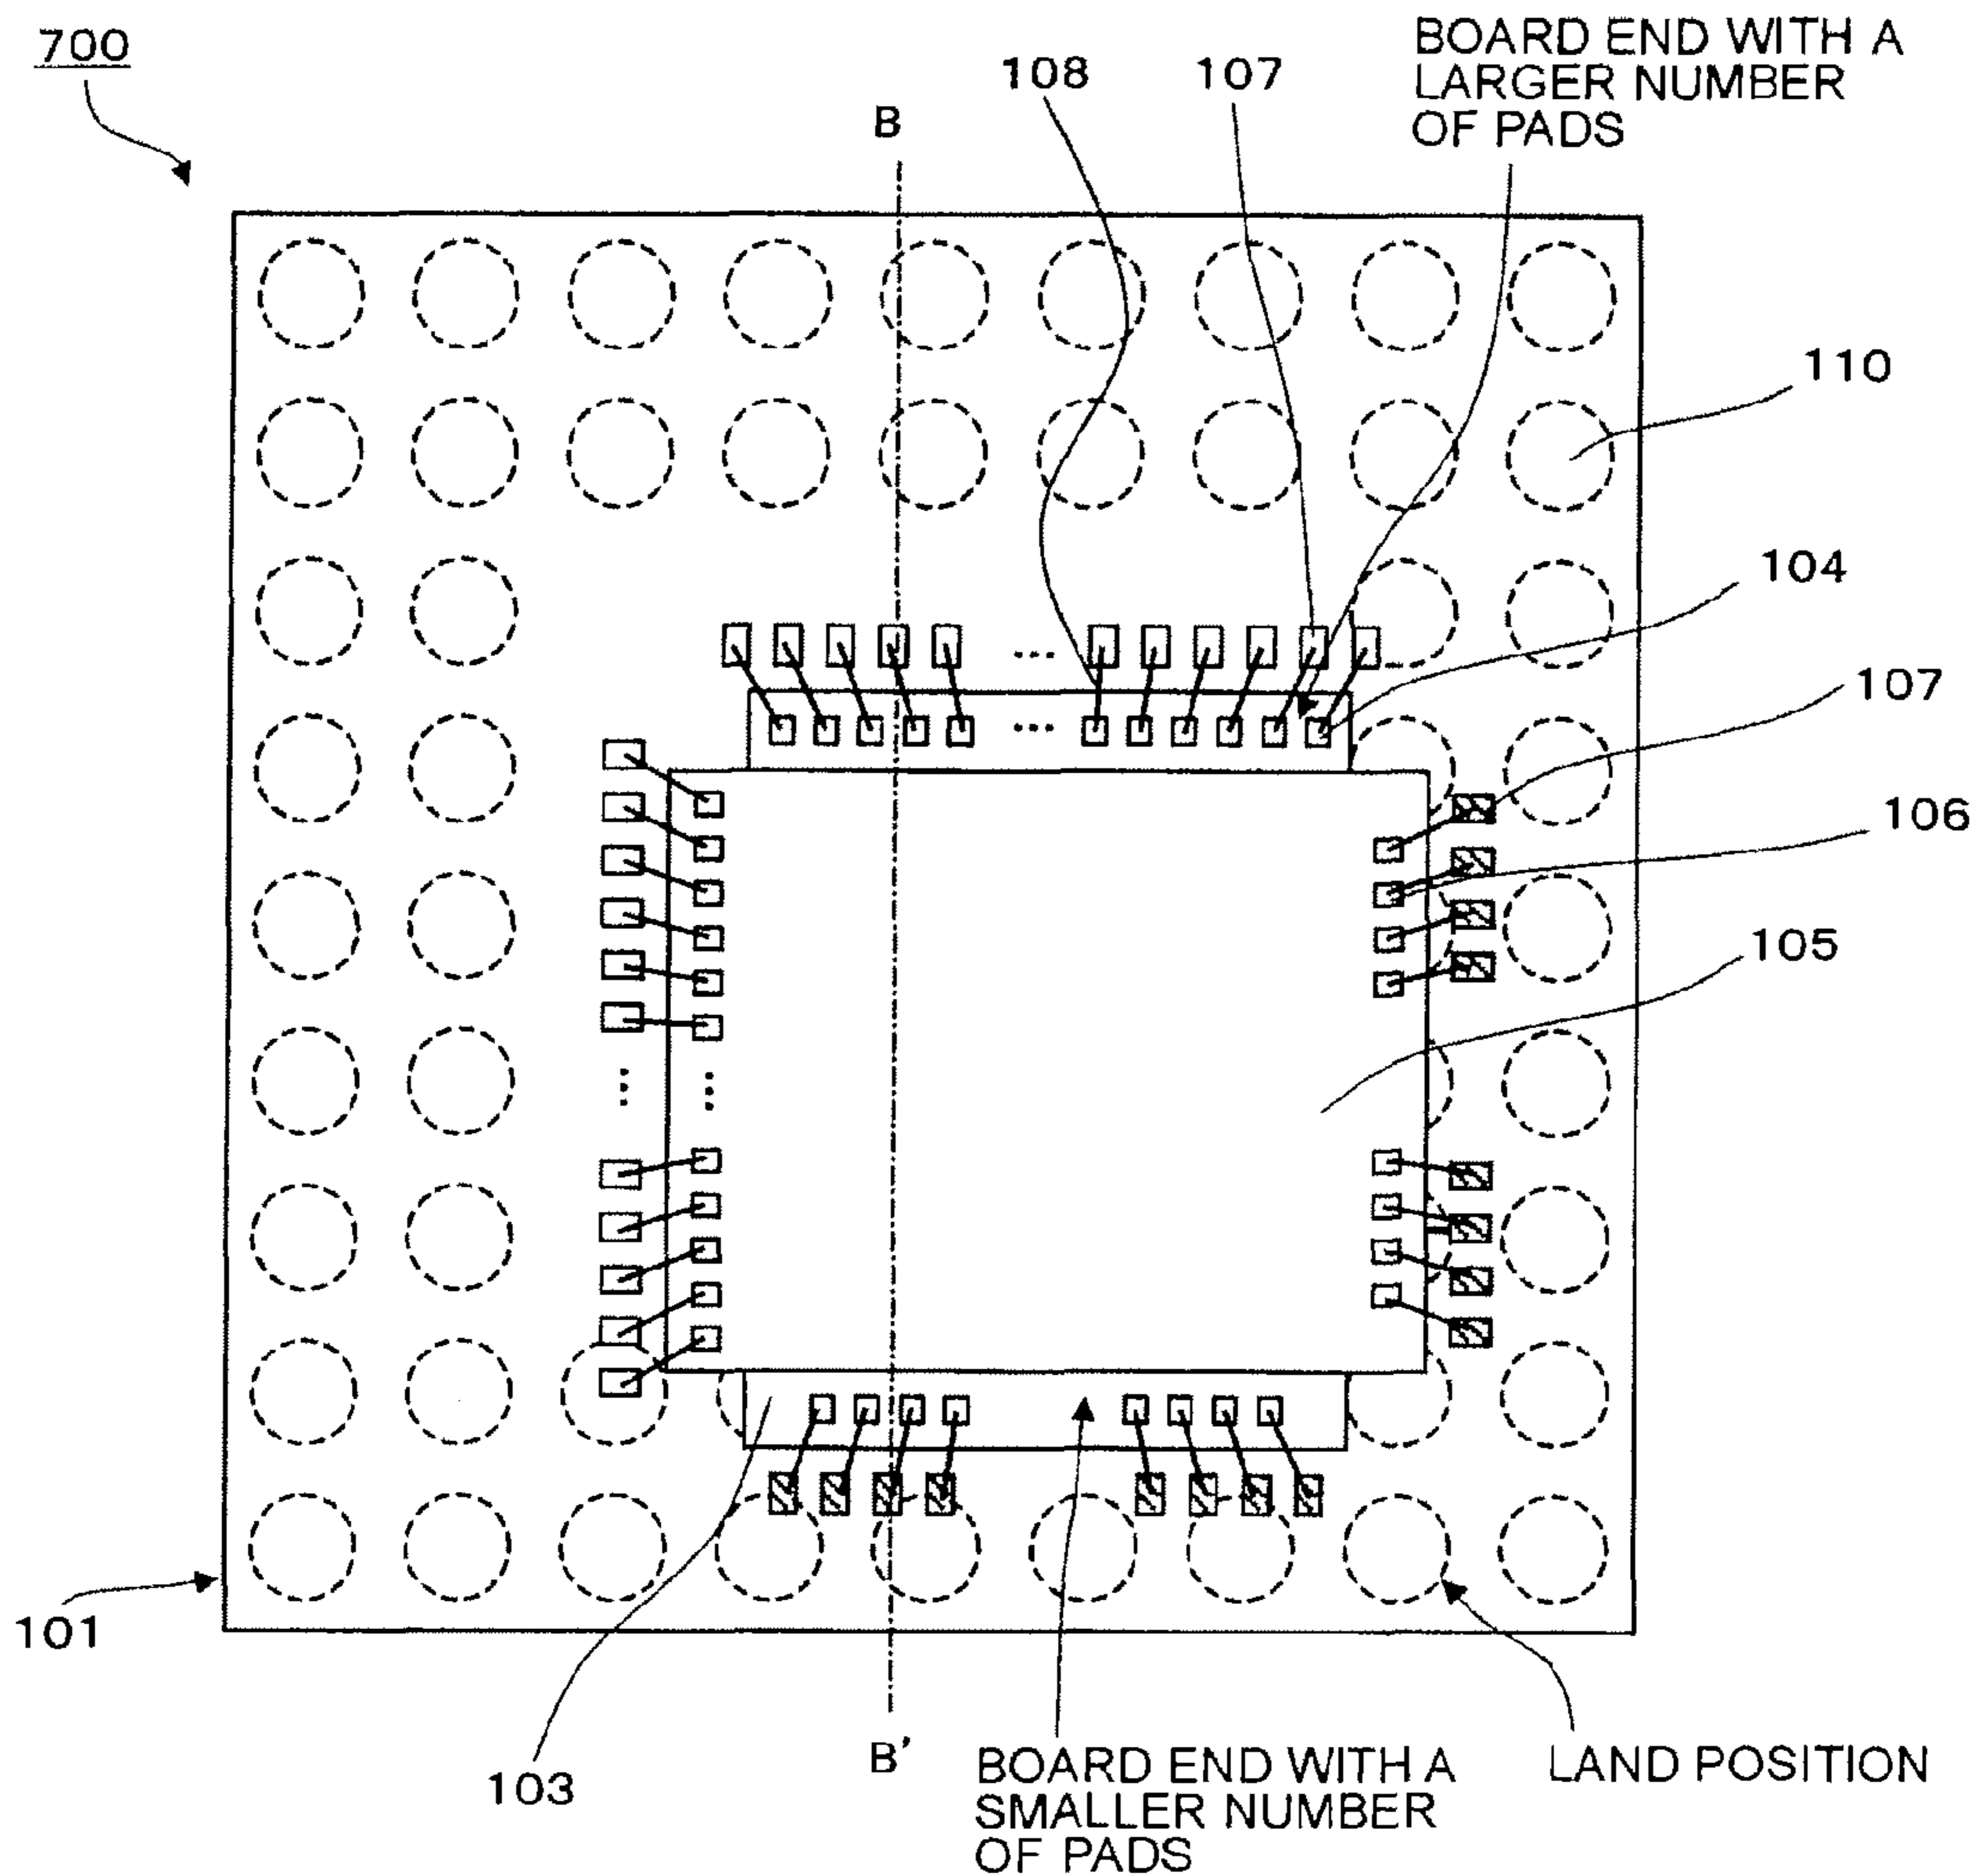 700
108
107
BOARD END WITH A
LARGER NUMBER
OF PADS
B
110
104
107
106
105
101
103
B'
BOARD END WITH A
SMALLER NUMBER
OF PADS
LAND POSITION